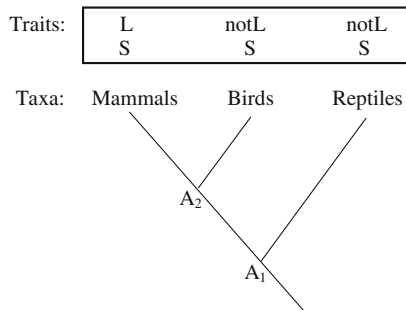 Traits: L notL notL
S S S
Taxa: Mammals Birds Reptiles
A₂
A₁